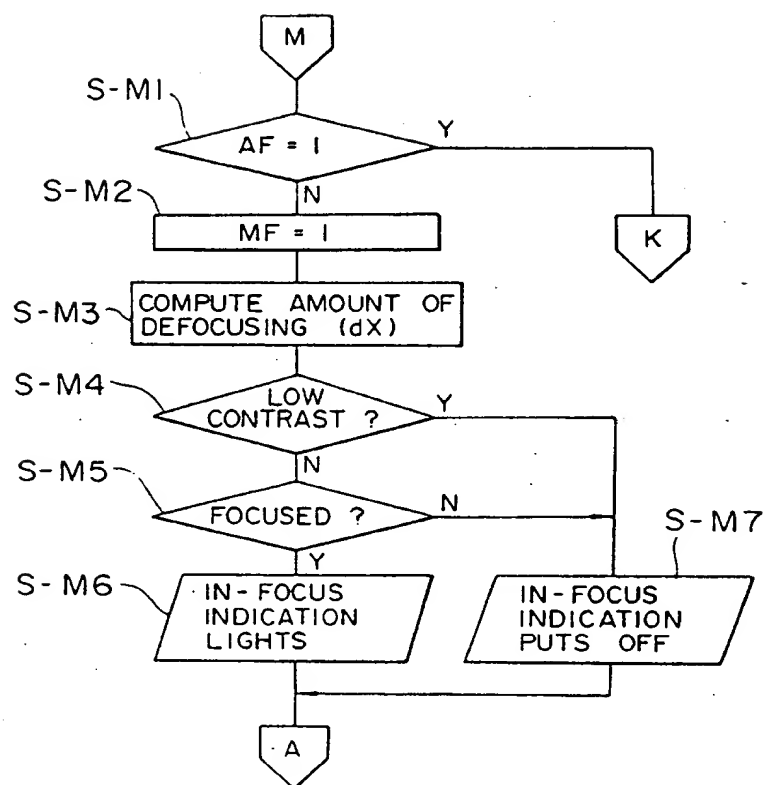 M
S-M1
AF = 1
Y
N
K
S-M2
MF = 1
S-M3
COMPUTE AMOUNT OF
DEFOCUSING (dX)
S-M4
LOW
CONTRAST ?
Y
N
S-M5
FOCUSED ?
N
Y
S-M7
S-M6
IN-FOCUS
INDICATION
LIGHTS
IN-FOCUS
INDICATION
PUTS OFF
A